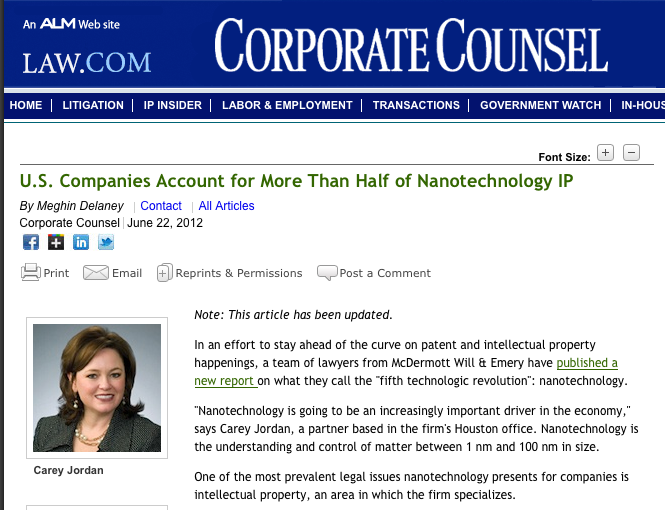 An ALM Web site
LAW.COM
CORPORATE COUNSEL
HOME | LITIGATION | IP INSIDER | LABOR & EMPLOYMENT | TRANSACTIONS | GOVERNMENT WATCH | IN-HOUS
Font Size: + −
U.S. Companies Account for More Than Half of Nanotechnology IP
By Meghin Delaney | Contact | All Articles
Corporate Counsel | June 22, 2012
Print Email Reprints & Permissions Post a Comment
Note: This article has been updated.
In an effort to stay ahead of the curve on patent and intellectual property
happenings, a team of lawyers from McDermott Will & Emery have published a
new report on what they call the "fifth technologic revolution": nanotechnology.
"Nanotechnology is going to be an increasingly important driver in the economy,"
says Carey Jordan, a partner based in the firm's Houston office. Nanotechnology is
the understanding and control of matter between 1 nm and 100 nm in size.
One of the most prevalent legal issues nanotechnology presents for companies is
intellectual property, an area in which the firm specializes.
Carey Jordan